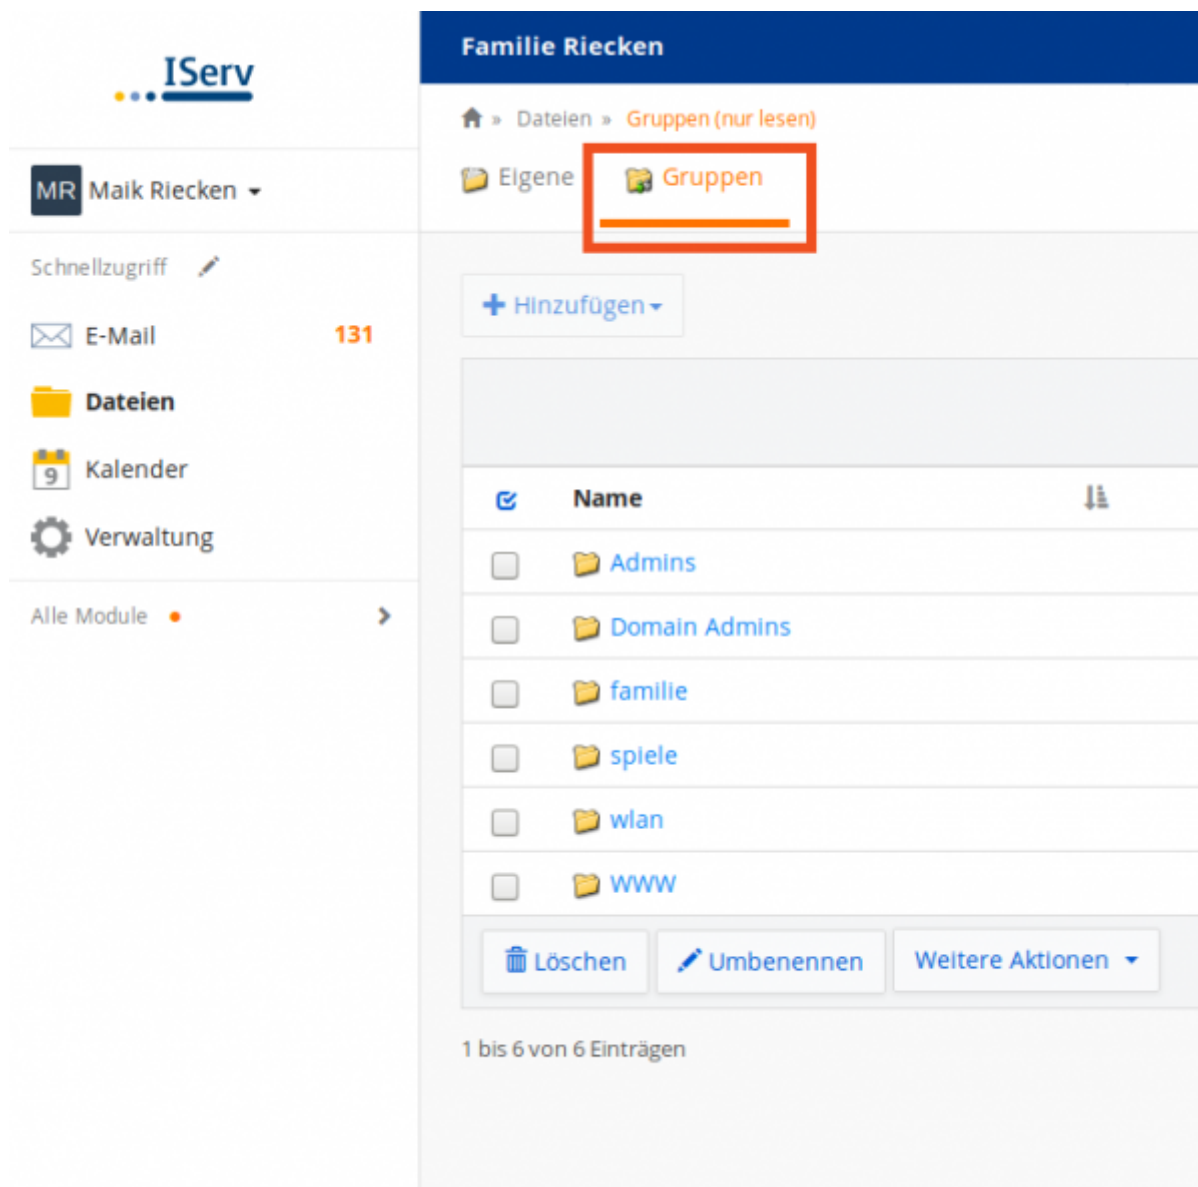 IServ
MR Maik Riecken
Schnellzugriff
E-Mail 131
Dateien
9 Kalender
Verwaltung
Alle Module
Familie Riecken
» Dateien » Gruppen (nur lesen)
Eigene Gruppen
Hinzufügen
Name
Admins
Domain Admins
familie
spiele
wlan
WWW
Löschen Umbenennen Weitere Aktionen
1 bis 6 von 6 Einträgen